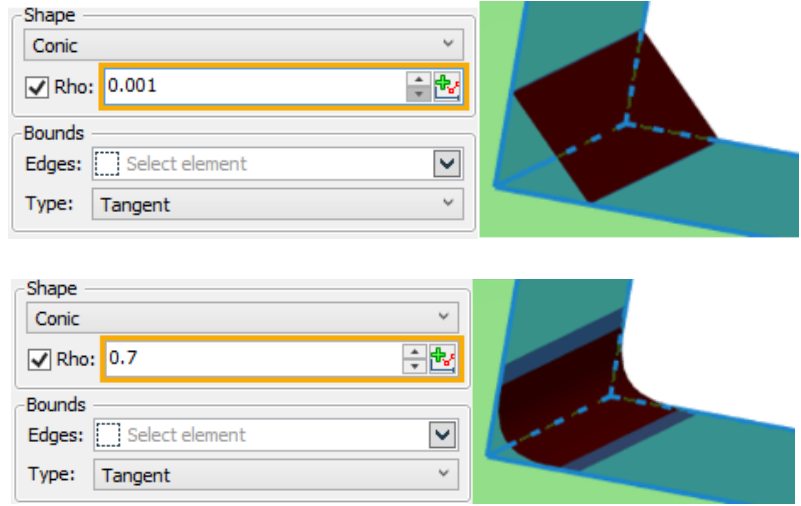 Shape
Conic
Rho: 0.001
Bounds
Edges: Select element
Type: Tangent
Shape
Conic
Rho: 0.7
Bounds
Edges: Select element
Type: Tangent